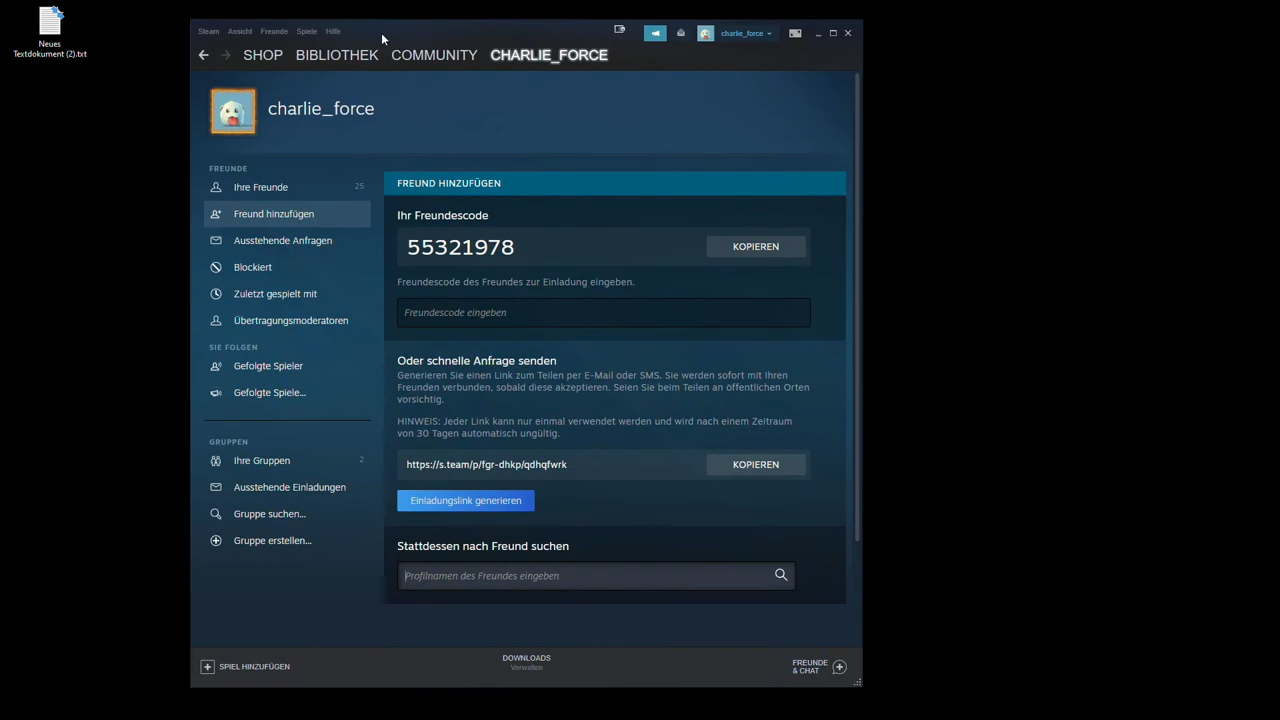 Neues
Textdokument (2).txt
Steam Ansicht Freunde Spiele Hilfe
charlie_force
SHOP BIBLIOTHEK COMMUNITY CHARLIE_FORCE
charlie_force
FREUNDE
Ihre Freunde 25
Freund hinzufügen
Ausstehende Anfragen
Blockiert
Zuletzt gespielt mit
Übertragungsmoderatoren
SIE FOLGEN
Gefolgte Spieler
Gefolgte Spiele...
GRUPPEN
Ihre Gruppen 2
Ausstehende Einladungen
Gruppe suchen...
Gruppe erstellen...
FREUND HINZUFÜGEN
Ihr Freundescode
55321978 KOPIEREN
Freundescode des Freundes zur Einladung eingeben.
Freundescode eingeben
Oder schnelle Anfrage senden
Generieren Sie einen Link zum Teilen per E-Mail oder SMS. Sie werden sofort mit Ihren
Freunden verbunden, sobald diese akzeptieren. Seien Sie beim Teilen an öffentlichen Orten
vorsichtig.
HINWEIS: Jeder Link kann nur einmal verwendet werden und wird nach einem Zeitraum
von 30 Tagen automatisch ungültig.
https://s.team/p/fgr-dhkp/qdhqfwrk KOPIEREN
Einladungslink generieren
Stattdessen nach Freund suchen
Profilnamen des Freundes eingeben
SPIEL HINZUFÜGEN
DOWNLOADS
Verwalten
FREUNDE
& CHAT